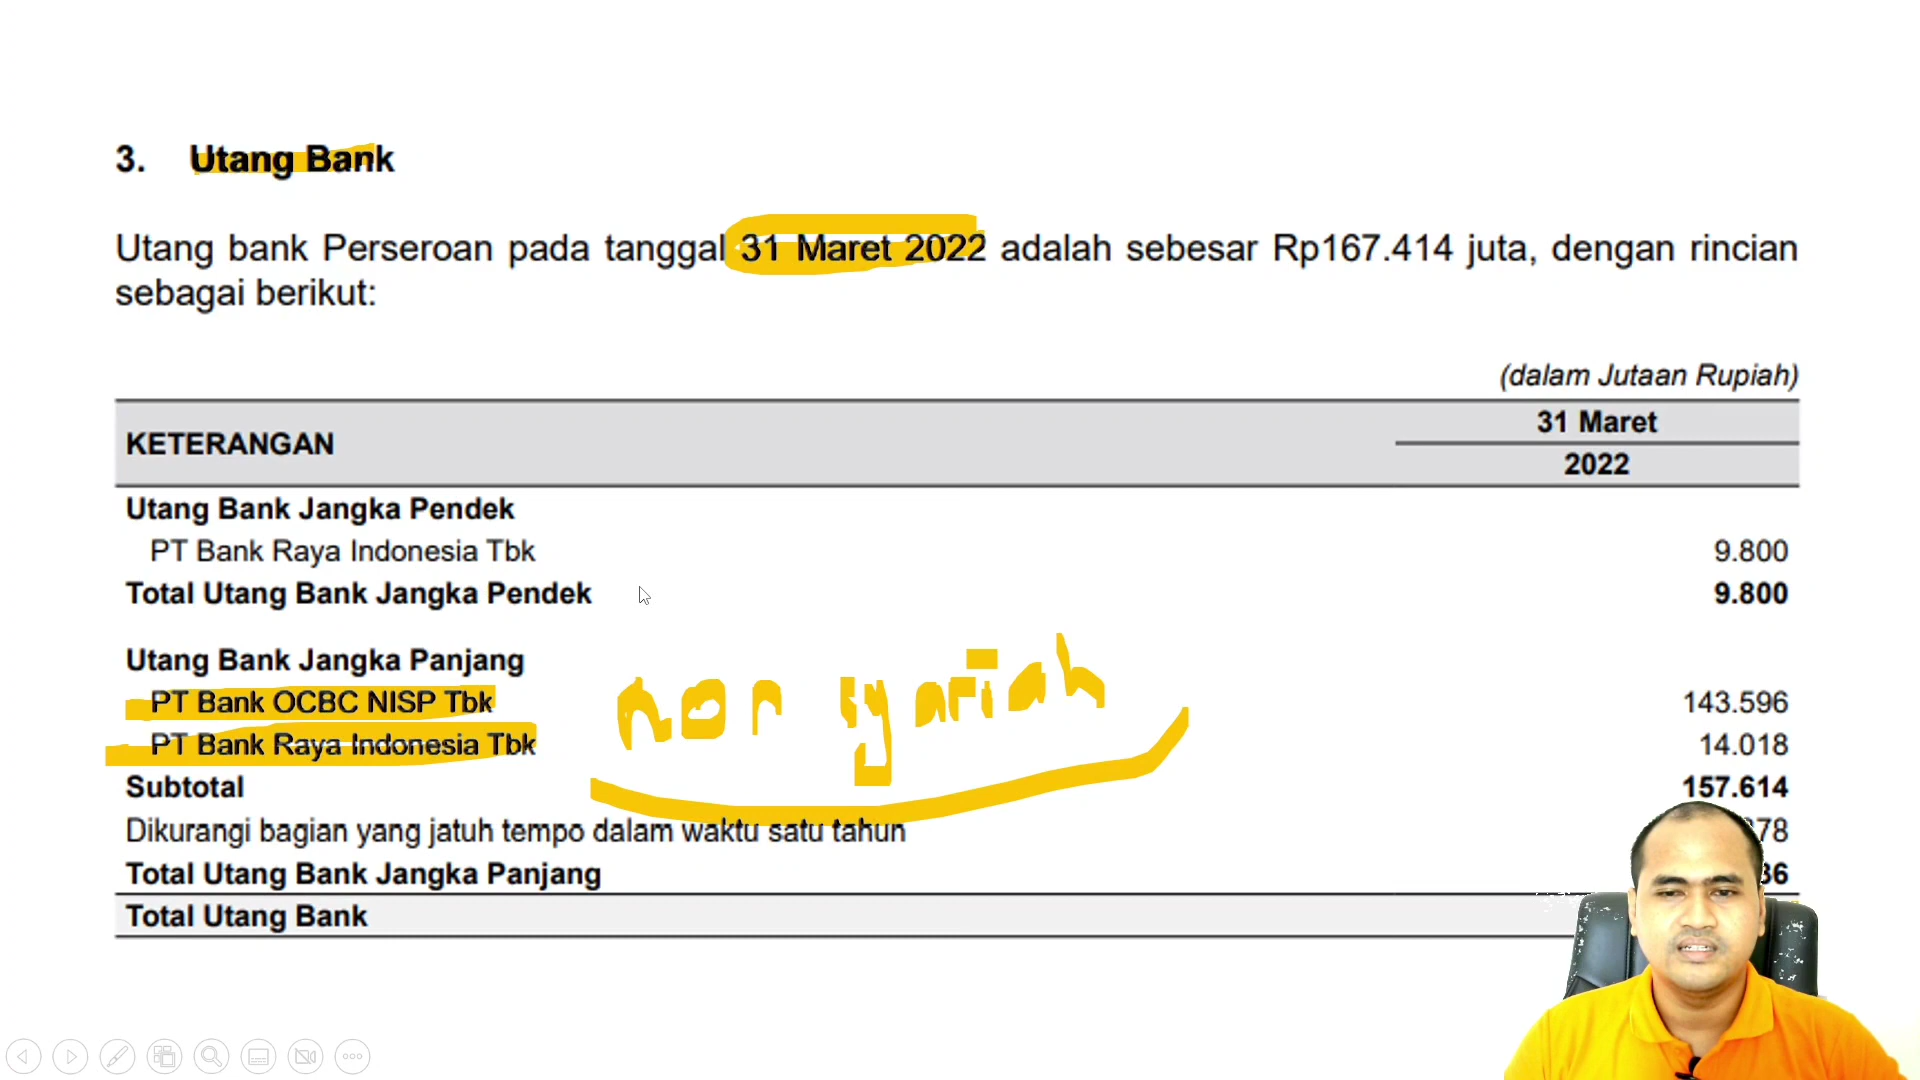 3. Utang Bank
Utang bank Perseroan pada tanggal 31 Maret 2022 adalah sebesar Rp167.414 juta, dengan rincian
sebagai berikut:
(dalam Jutaan Rupiah)
KETERANGAN
31 Maret
2022
Utang Bank Jangka Pendek
PT Bank Raya Indonesia Tbk 9.800
Total Utang Bank Jangka Pendek 9.800
Utang Bank Jangka Panjang
PT Bank OCBC NISP Tbk 143.596
PT Bank Raya Indonesia Tbk 14.018
non syariah
Subtotal 157.614
Dikurangi bagian yang jatuh tempo dalam waktu satu tahun
Total Utang Bank Jangka Panjang
Total Utang Bank